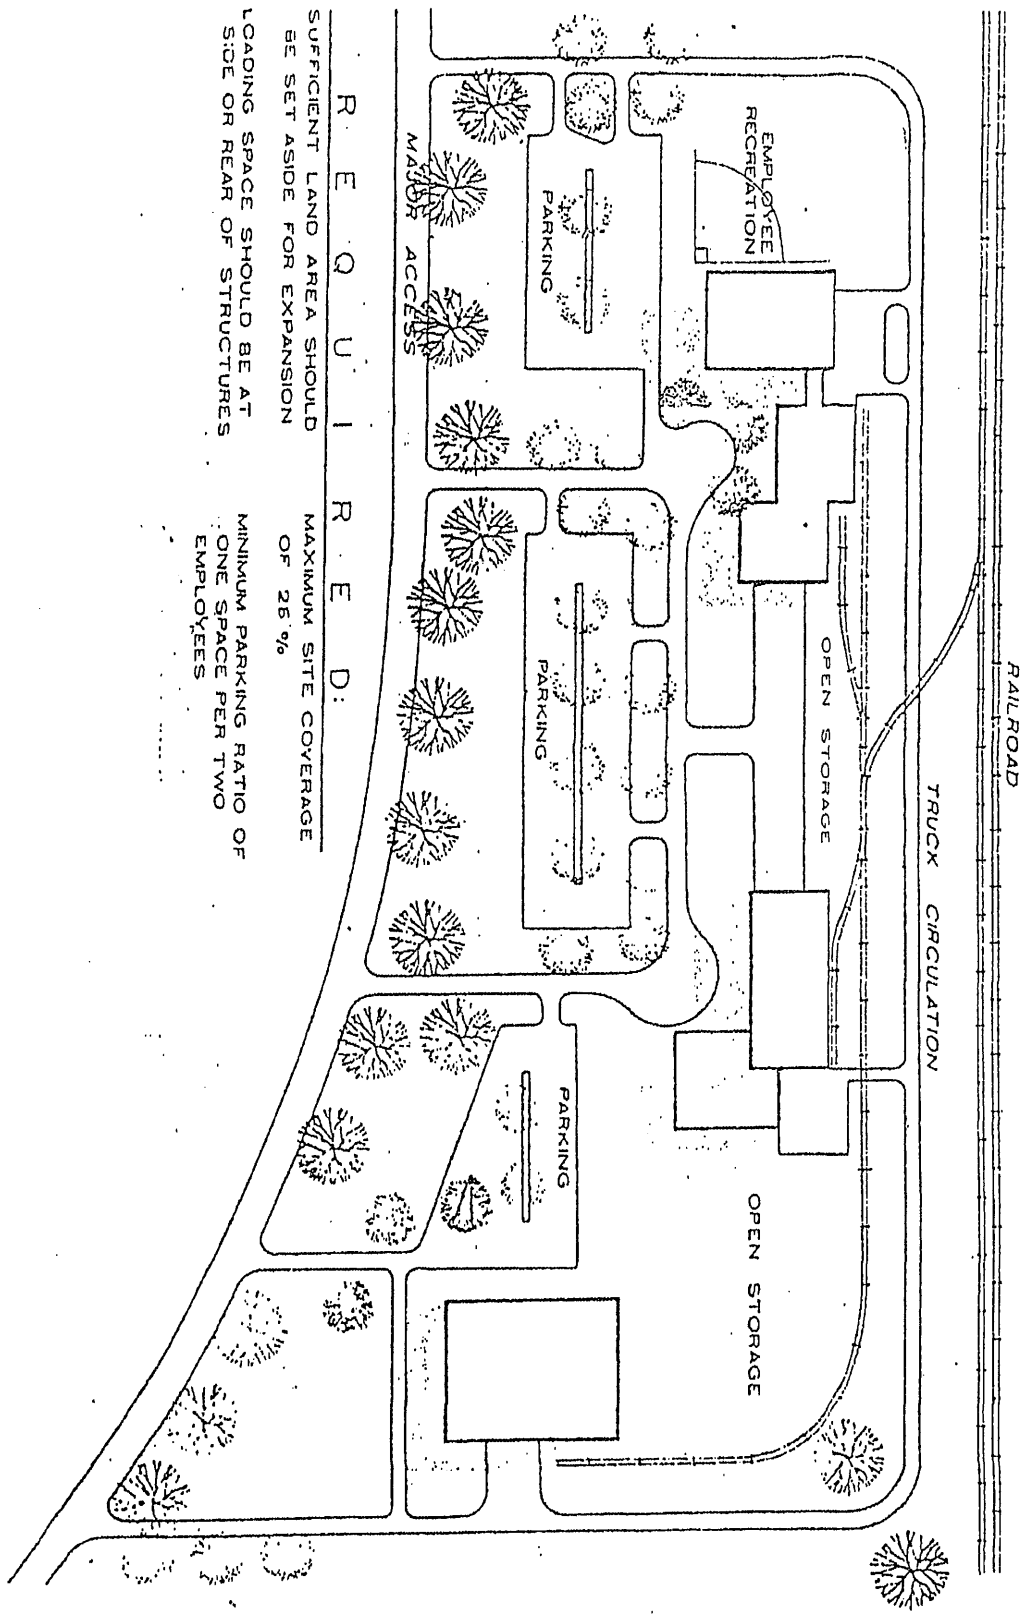 RAILROAD
TRUCK CIRCULATION
EMPLOYEE
RECREATION
OPEN STORAGE
OPEN STORAGE
PARKING
PARKING
PARKING
MAJOR ACCESS
REQUIRED:
SUFFICIENT LAND AREA SHOULD
BE SET ASIDE FOR EXPANSION
LOADING SPACE SHOULD BE AT
SIDE OR REAR OF STRUCTURES
MAXIMUM SITE COVERAGE
OF 25 %
MINIMUM PARKING RATIO OF
ONE SPACE PER TWO
EMPLOYEES